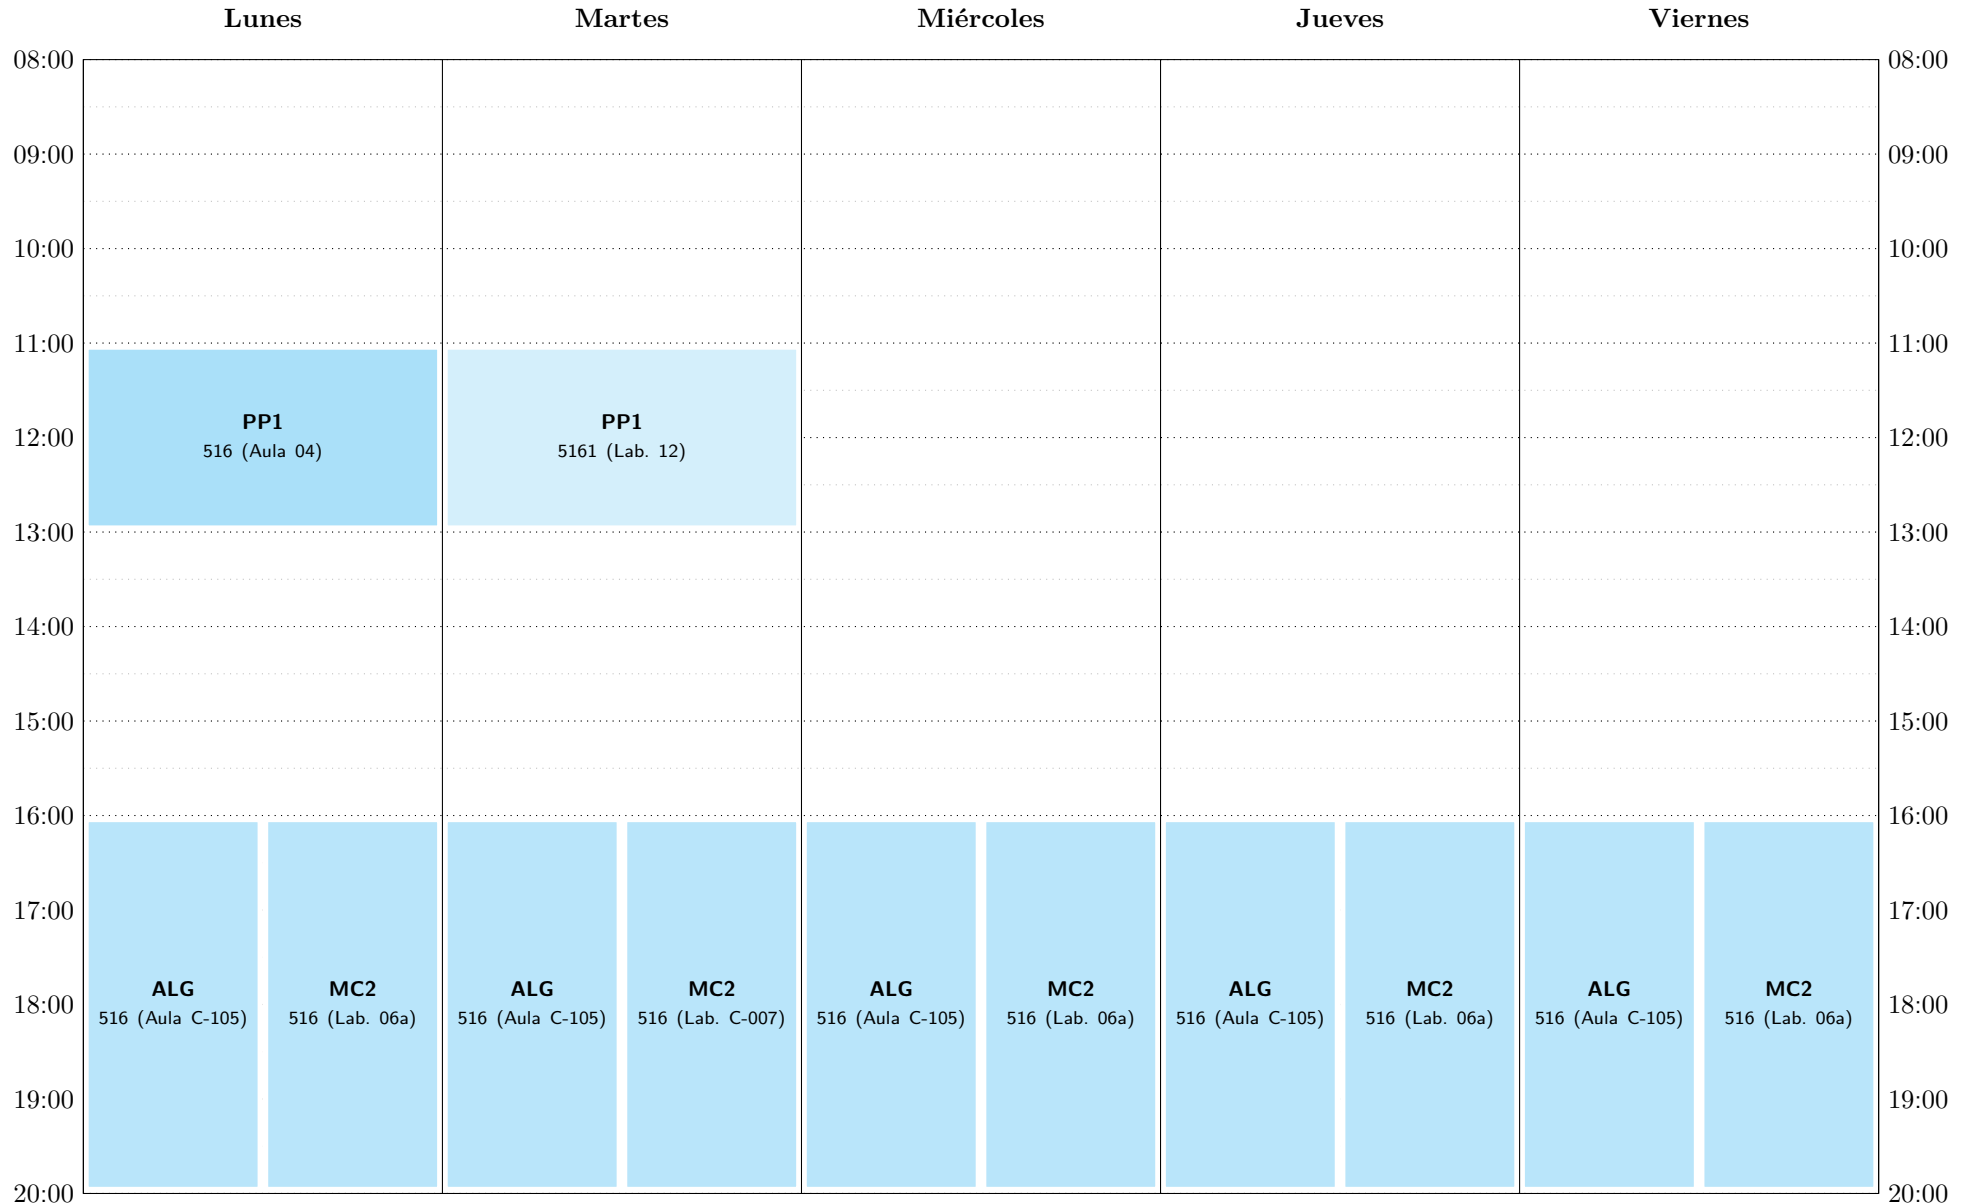 Lunes Martes Miércoles Jueves Viernes
08:00 08:00
09:00 09:00
10:00 10:00
11:00 11:00
PP1 PP1
12:00 12:00
516 (Aula 04) 5161 (Lab. 12)
13:00 13:00
14:00 14:00
15:00 15:00
16:00 16:00
17:00 17:00
ALG MC2 ALG MC2 ALG MC2 ALG MC2 ALG MC2
18:00 18:00
516 (Aula C-105) 516 (Lab. 06a) 516 (Aula C-105) 516 (Lab. C-007) 516 (Aula C-105) 516 (Lab. 06a) 516 (Aula C-105) 516 (Lab. 06a) 516 (Aula C-105) 516 (Lab. 06a)
19:00 19:00
20:00 20:00